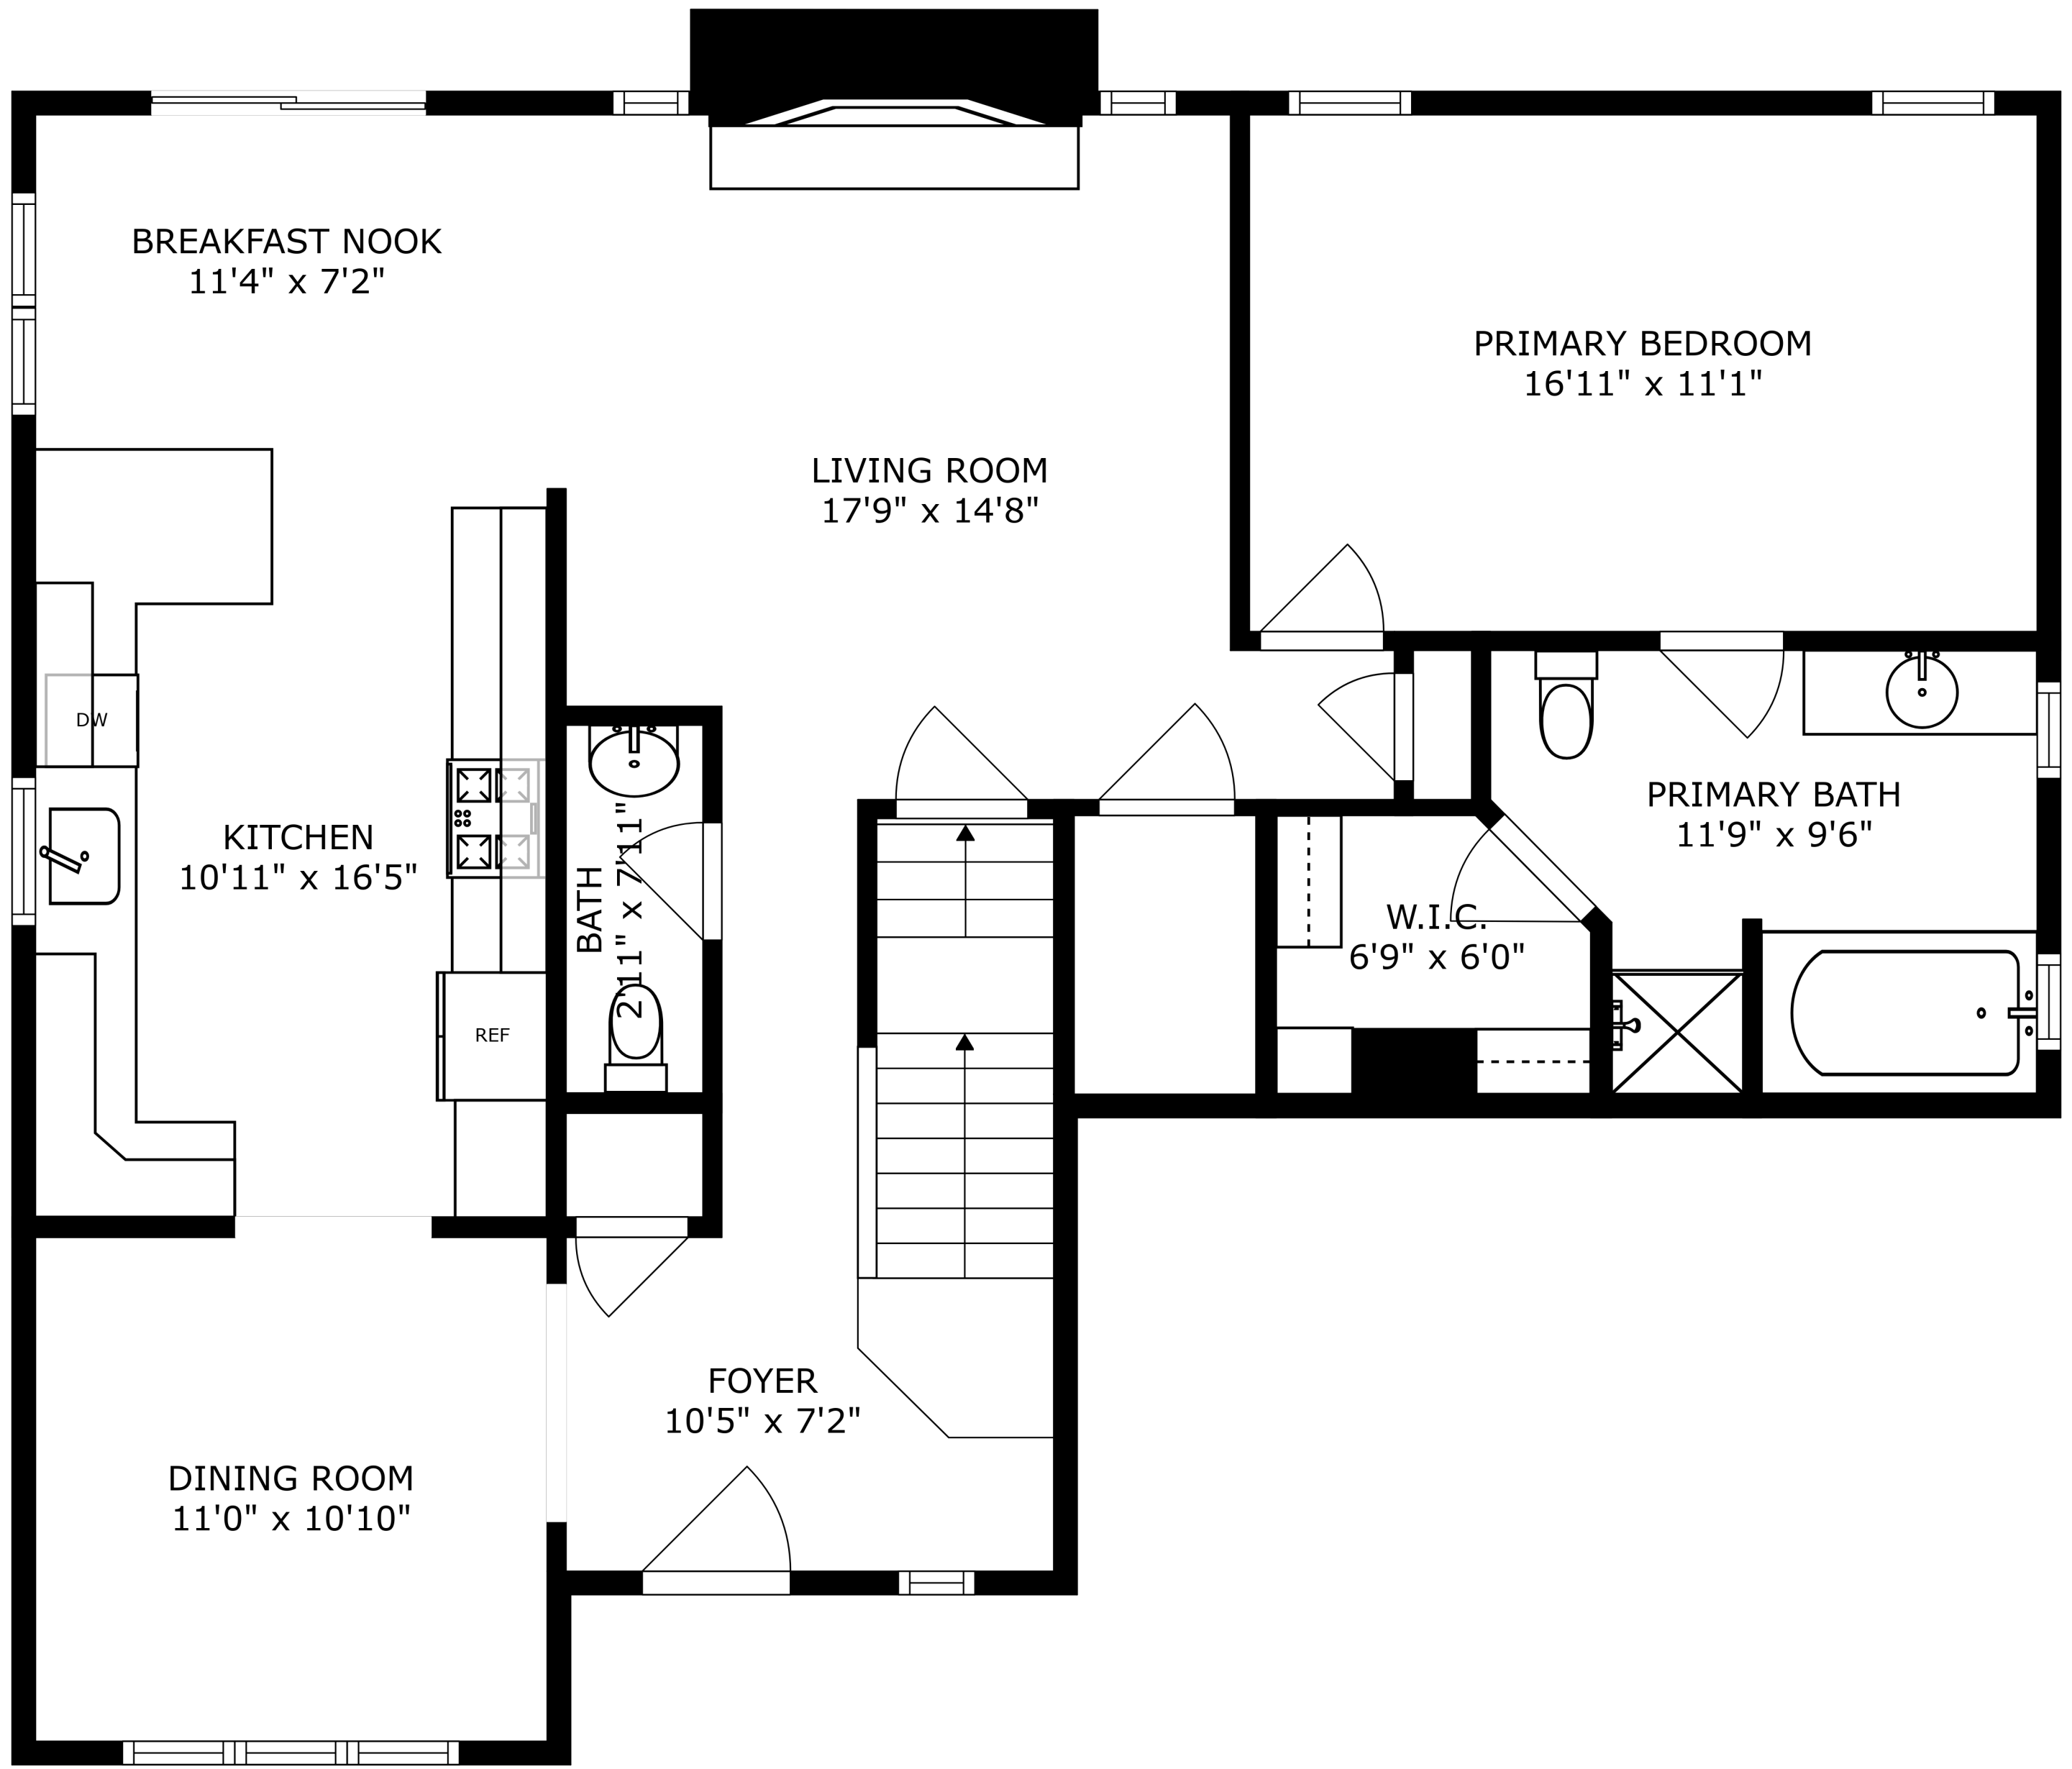 BREAKFAST NOOK
11'4" x 7'2"
PRIMARY BEDROOM
16'11" x 11'1"
LIVING ROOM
17'9" x 14'8"
DW
KITCHEN
10'11" x 16'5"
BATH
2'11" x 7'11"
PRIMARY BATH
11'9" x 9'6"
W.I.C.
6'9" x 6'0"
REF
FOYER
10'5" x 7'2"
DINING ROOM
11'0" x 10'10"